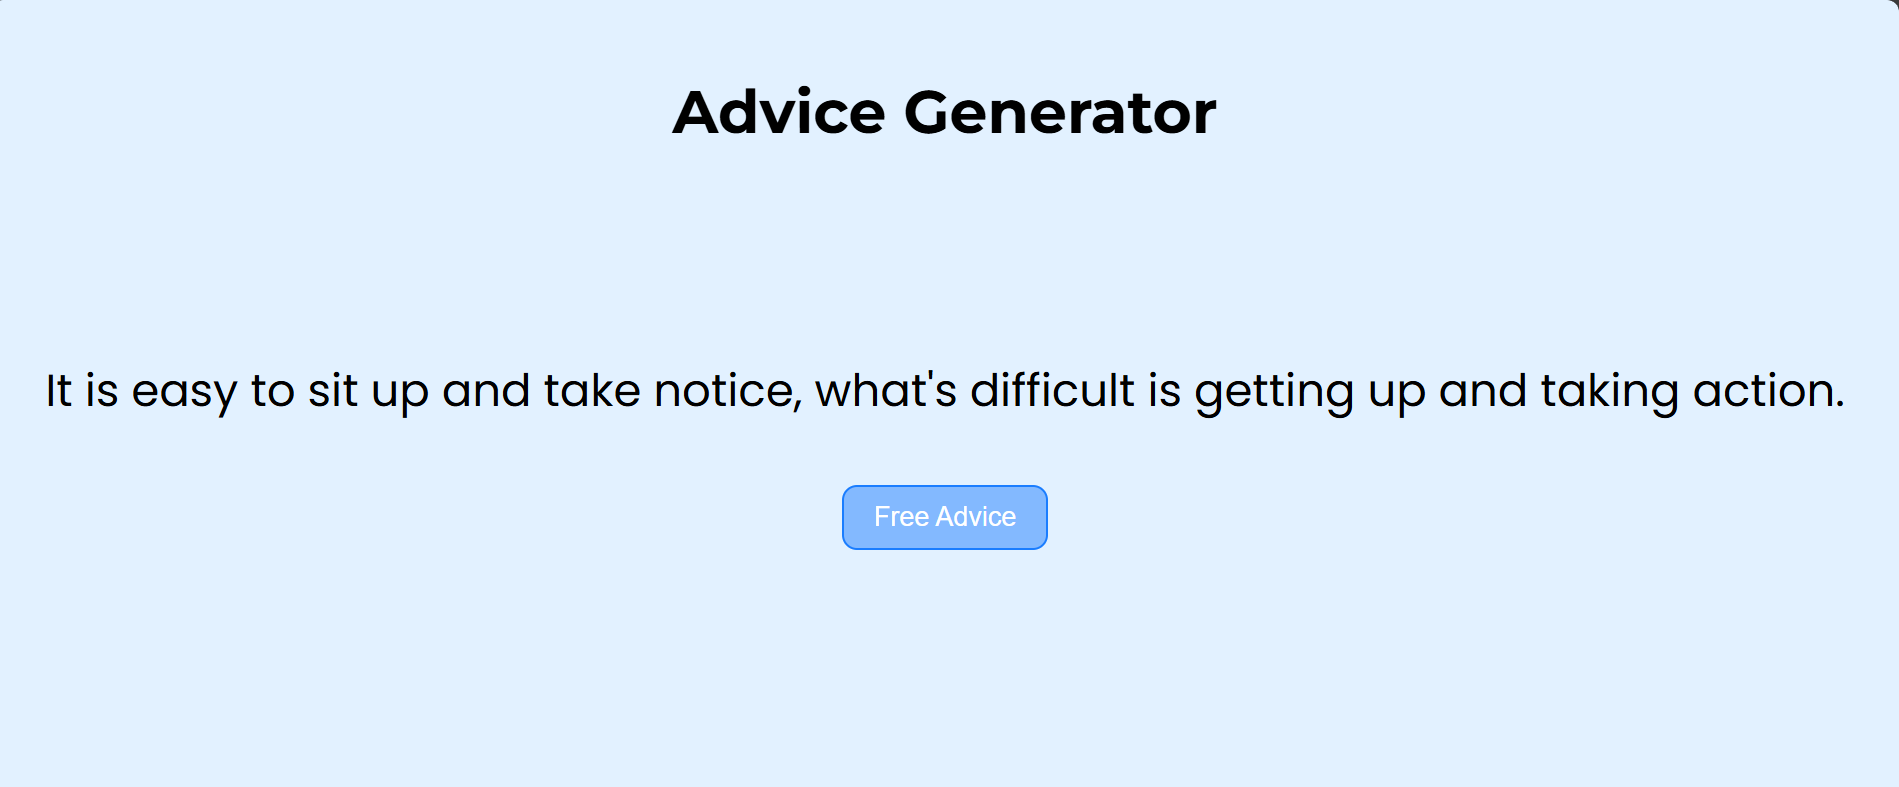 Advice Generator
It is easy to sit up and take notice, what's difficult is getting up and taking action.
Free Advice